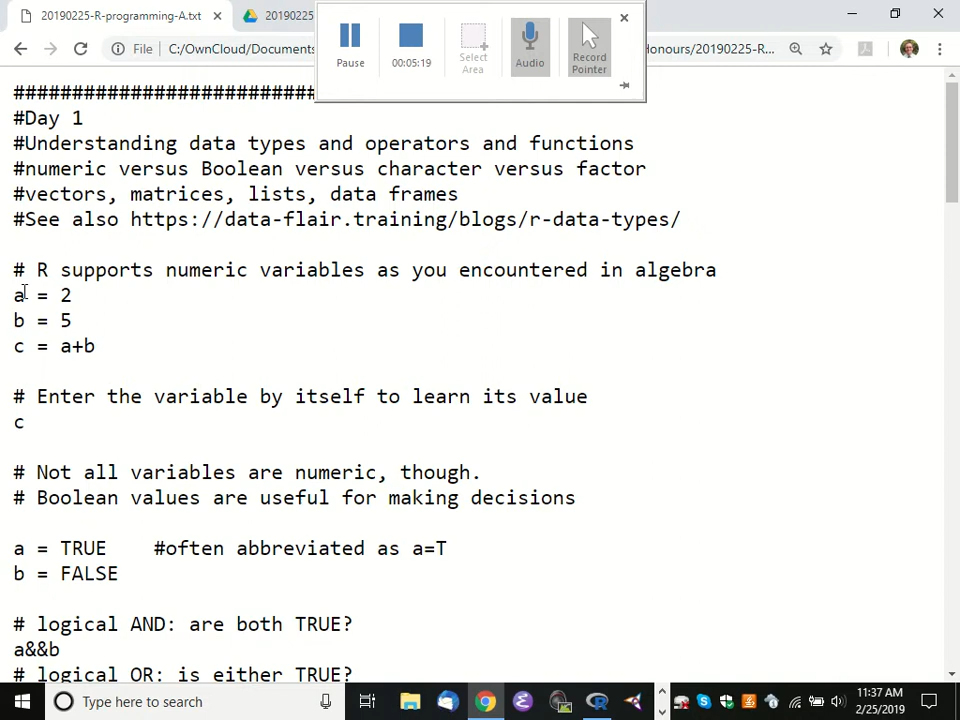 20190225-R-programming-A.txt
20190225
Pause
00:05:19
Select Area
Audio
Record Pointer
File
C:/OwnCloud/Documents
Honours/20190225-R...
###########################
#Day 1
#Understanding data types and operators and functions
#numeric versus Boolean versus character versus factor
#vectors, matrices, lists, data frames
#See also https://data-flair.training/blogs/r-data-types/
# R supports numeric variables as you encountered in algebra
a = 2
b = 5
c = a+b
# Enter the variable by itself to learn its value
c
# Not all variables are numeric, though.
# Boolean values are useful for making decisions
a = TRUE    #often abbreviated as a=T
b = FALSE
# logical AND: are both TRUE?
a&&b
# logical OR: is either TRUE?
Type here to search
11:37 AM
2/25/2019